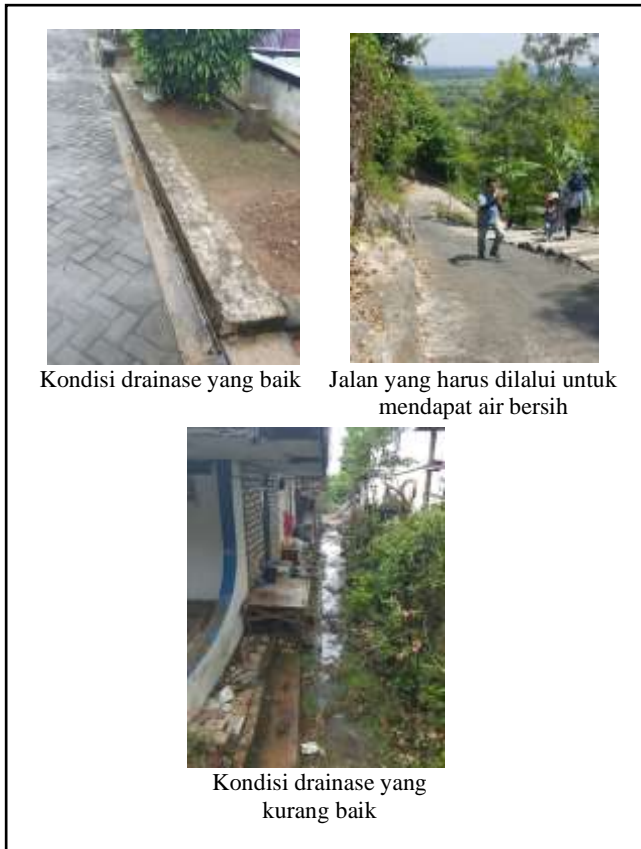 Kondisi drainase yang baik
Jalan yang harus dilalui untuk
mendapat air bersih
Kondisi drainase yang
kurang baik